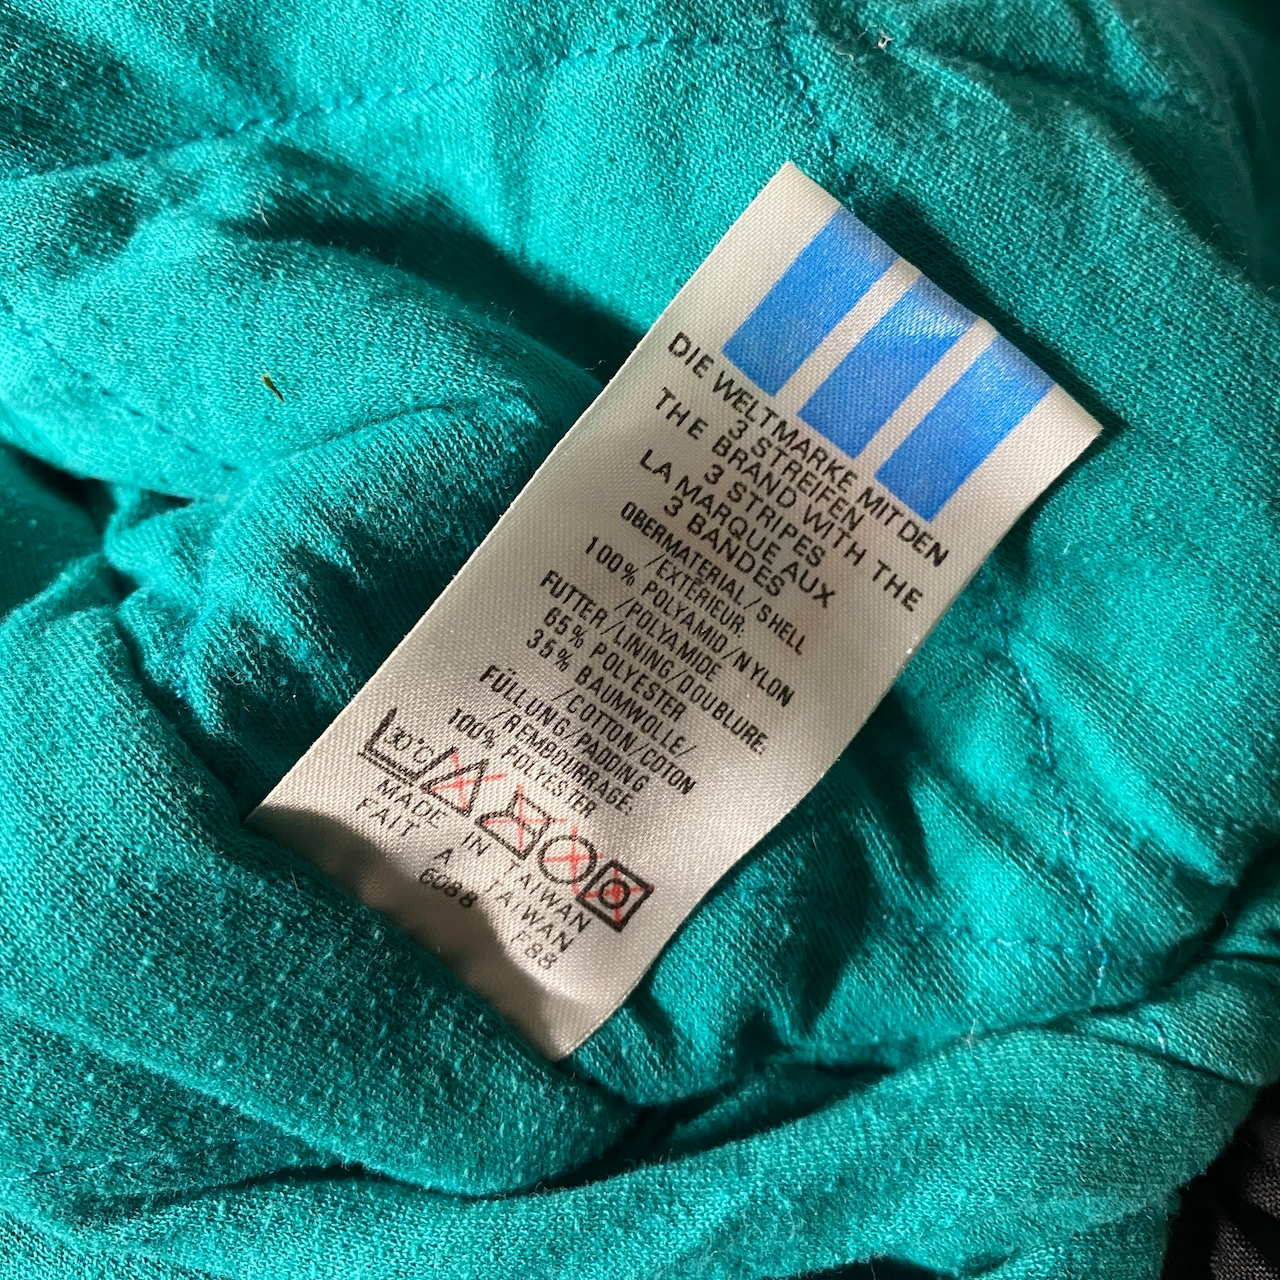 DIE WELTMARKE MIT DEN
3 STREIFEN
THE BRAND WITH THE
3 STRIPES
LA MARQUE AUX
3 BANDES
OBERMATERIAL/SHELL
/EXTÉRIEUR:
100% POLYAMID/NYLON
/POLYAMIDE
FUTTER/LINING/DOUBLURE:
65% POLYESTER
35% BAUMWOLLE/
/COTTON/COTON
FÜLLUNG/PADDING
/REMBOURRAGE:
100% POLYESTER
30°C
MADE IN TAIWAN
FAIT A TAIWAN
6088 F88